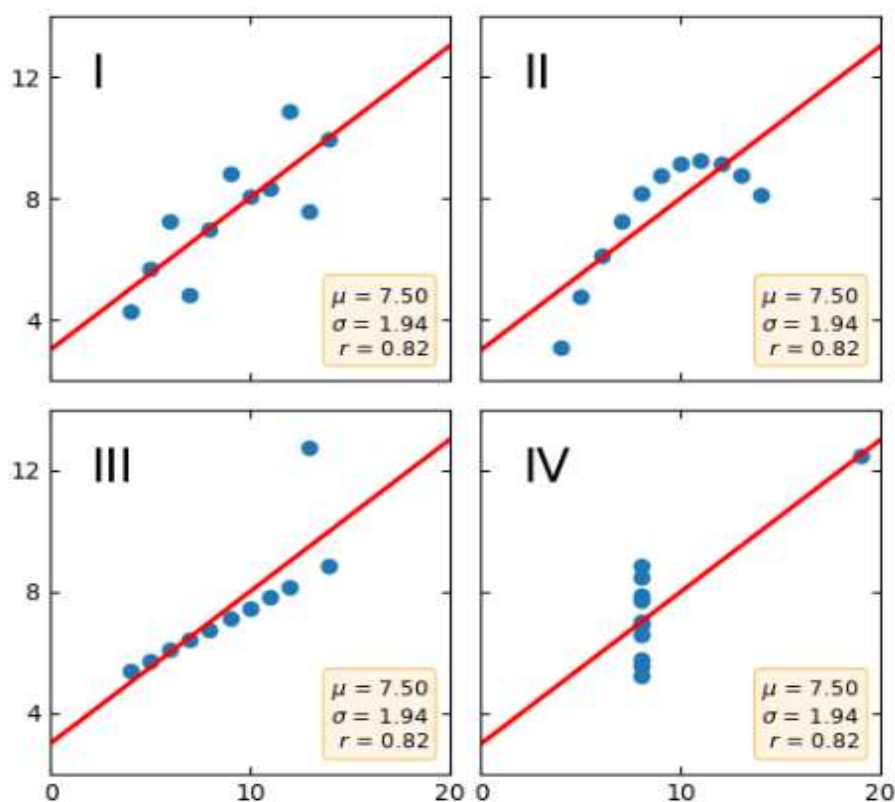 I
II
12
8
4
μ = 7.50
σ = 1.94
r = 0.82
μ = 7.50
σ = 1.94
r = 0.82
III
IV
12
8
4
μ = 7.50
σ = 1.94
r = 0.82
μ = 7.50
σ = 1.94
r = 0.82
0
10
20
0
10
20